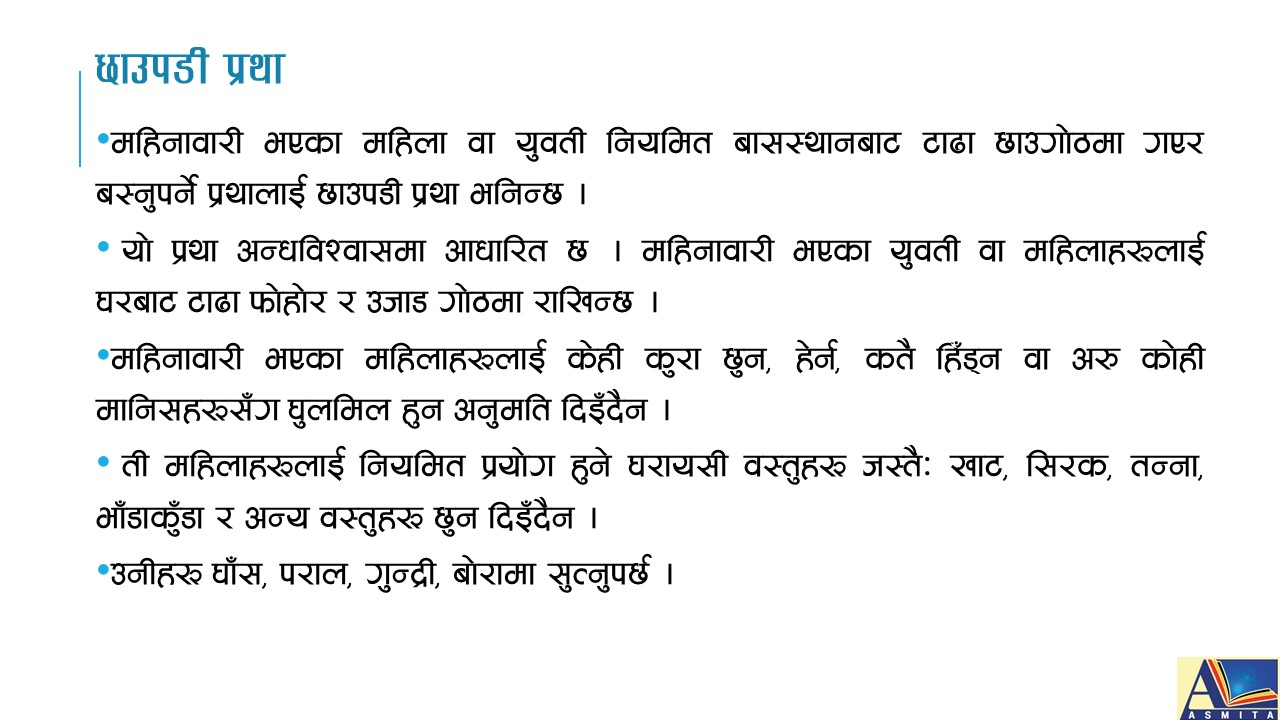 छाउपडी प्रथा
•महिनावारी भएका महिला वा युवती नियमित बासस्थानबाट टाढा छाउगोठमा गएर
बस्नुपर्ने प्रथालाई छाउपडी प्रथा भनिन्छ ।
• यो प्रथा अन्धविश्वासमा आधारित छ । महिनावारी भएका युवती वा महिलाहरुलाई
घरबाट टाढा फोहोर र उजाड गोठमा राखिन्छ ।
•महिनावारी भएका महिलाहरुलाई केही कुरा छुन, हेर्न, कतै हिँड्न वा अरु कोही
मानिसहरुसँग घुलमिल हुन अनुमति दिइँदैन ।
• ती महिलाहरुलाई नियमित प्रयोग हुने घरायसी वस्तुहरु जस्तैः खाट, सिरक, तन्ना,
भाँडाकुँडा र अन्य वस्तुहरु छुन दिइँदैन ।
•उनीहरु घाँस, पराल, गुन्द्री, बोरामा सुत्नुपर्छ ।
ASMITA